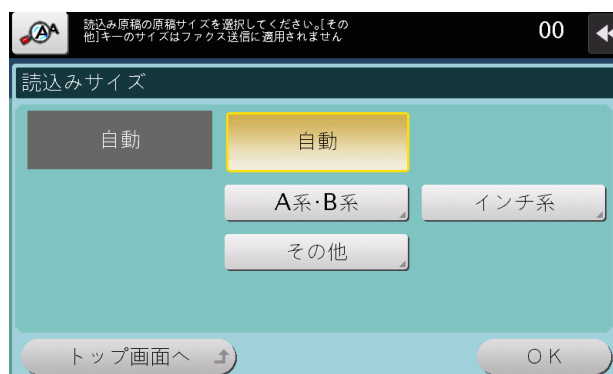 AA
読込み原稿の原稿サイズを選択してください。[その
他]キーのサイズはファクス送信に適用されません
00
読込みサイズ
自動
自動
A系･B系
インチ系
その他
トップ画面へ
OK